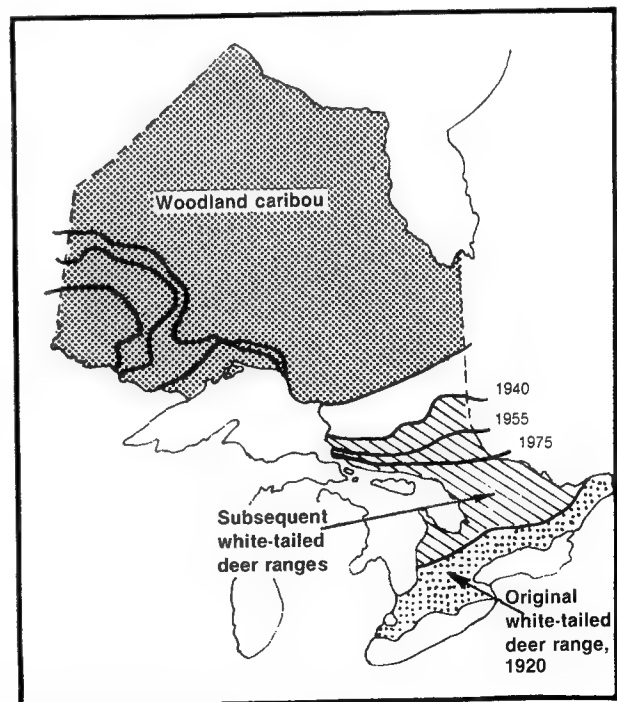 Woodland caribou
1940
1955
1975
Subsequent
white-tailed
deer ranges
Original
white-tailed
deer range,
1920